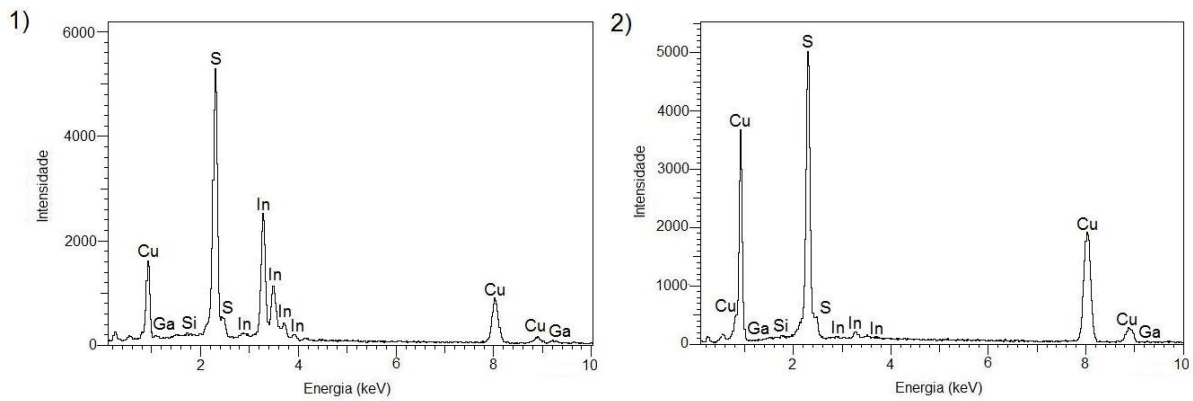 1)
6000
4000
2000
0
Intensidade
Cu
Ga
Si
S
S
In
In
In
In
In
Cu
Cu
Ga
2
4
6
8
10
Energia (keV)
2)
5000
4000
3000
2000
1000
0
Intensidade
Cu
Cu
Ga
Si
S
S
In
In
In
Cu
Cu
Ga
2
4
6
8
10
Energia (keV)